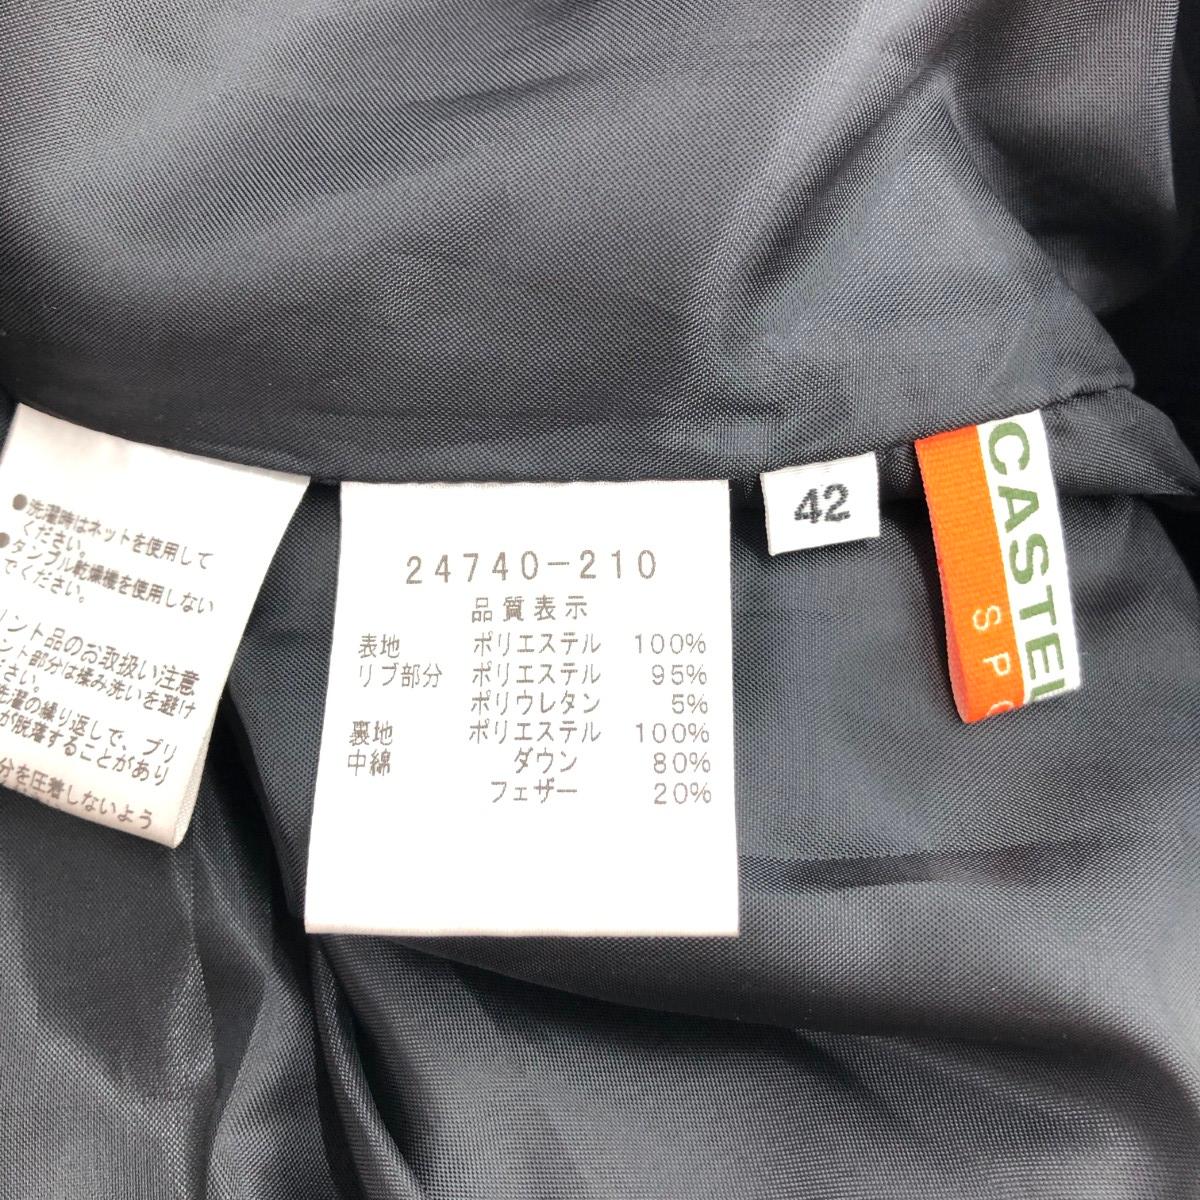 ●洗濯時はネットを使用して
ください。
●タンブル乾燥機を使用しない
でください。
リント品のお取扱い注意
ント部分は揉み洗いを避け
ださい。
洗濯の繰り返しで、プリ
が脱落することがあり
分を圧着しないよう
24740-210
品質表示
表地 ポリエステル 100%
リブ部分 ポリエステル 95%
ポリウレタン 5%
裏地 ポリエステル 100%
中綿 ダウン 80%
フェザー 20%
42
CASTEL
SPO